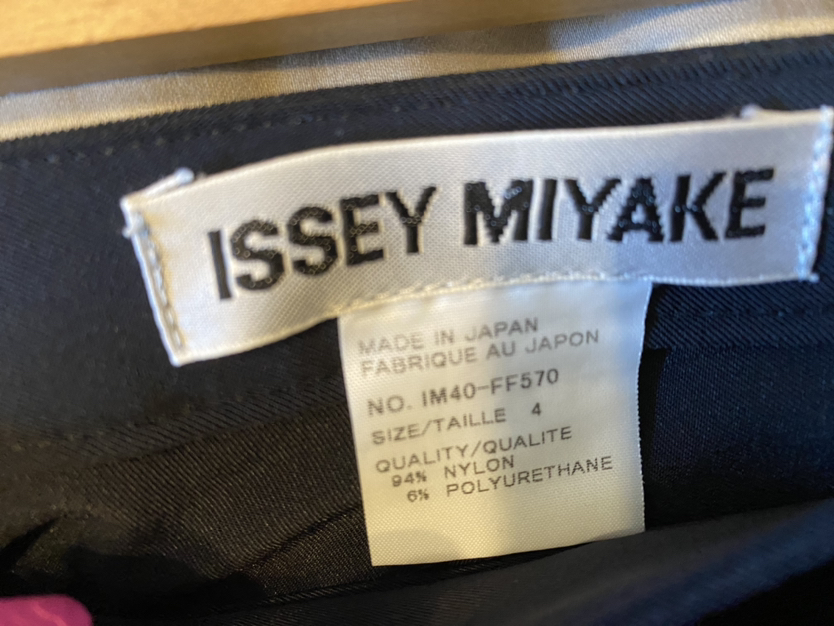 ISSEY MIYAKE
MADE IN JAPAN
FABRIQUE AU JAPON
NO. IM40-FF570
SIZE/TAILLE 4
QUALITY/QUALITE
94% NYLON
6% POLYURETHANE